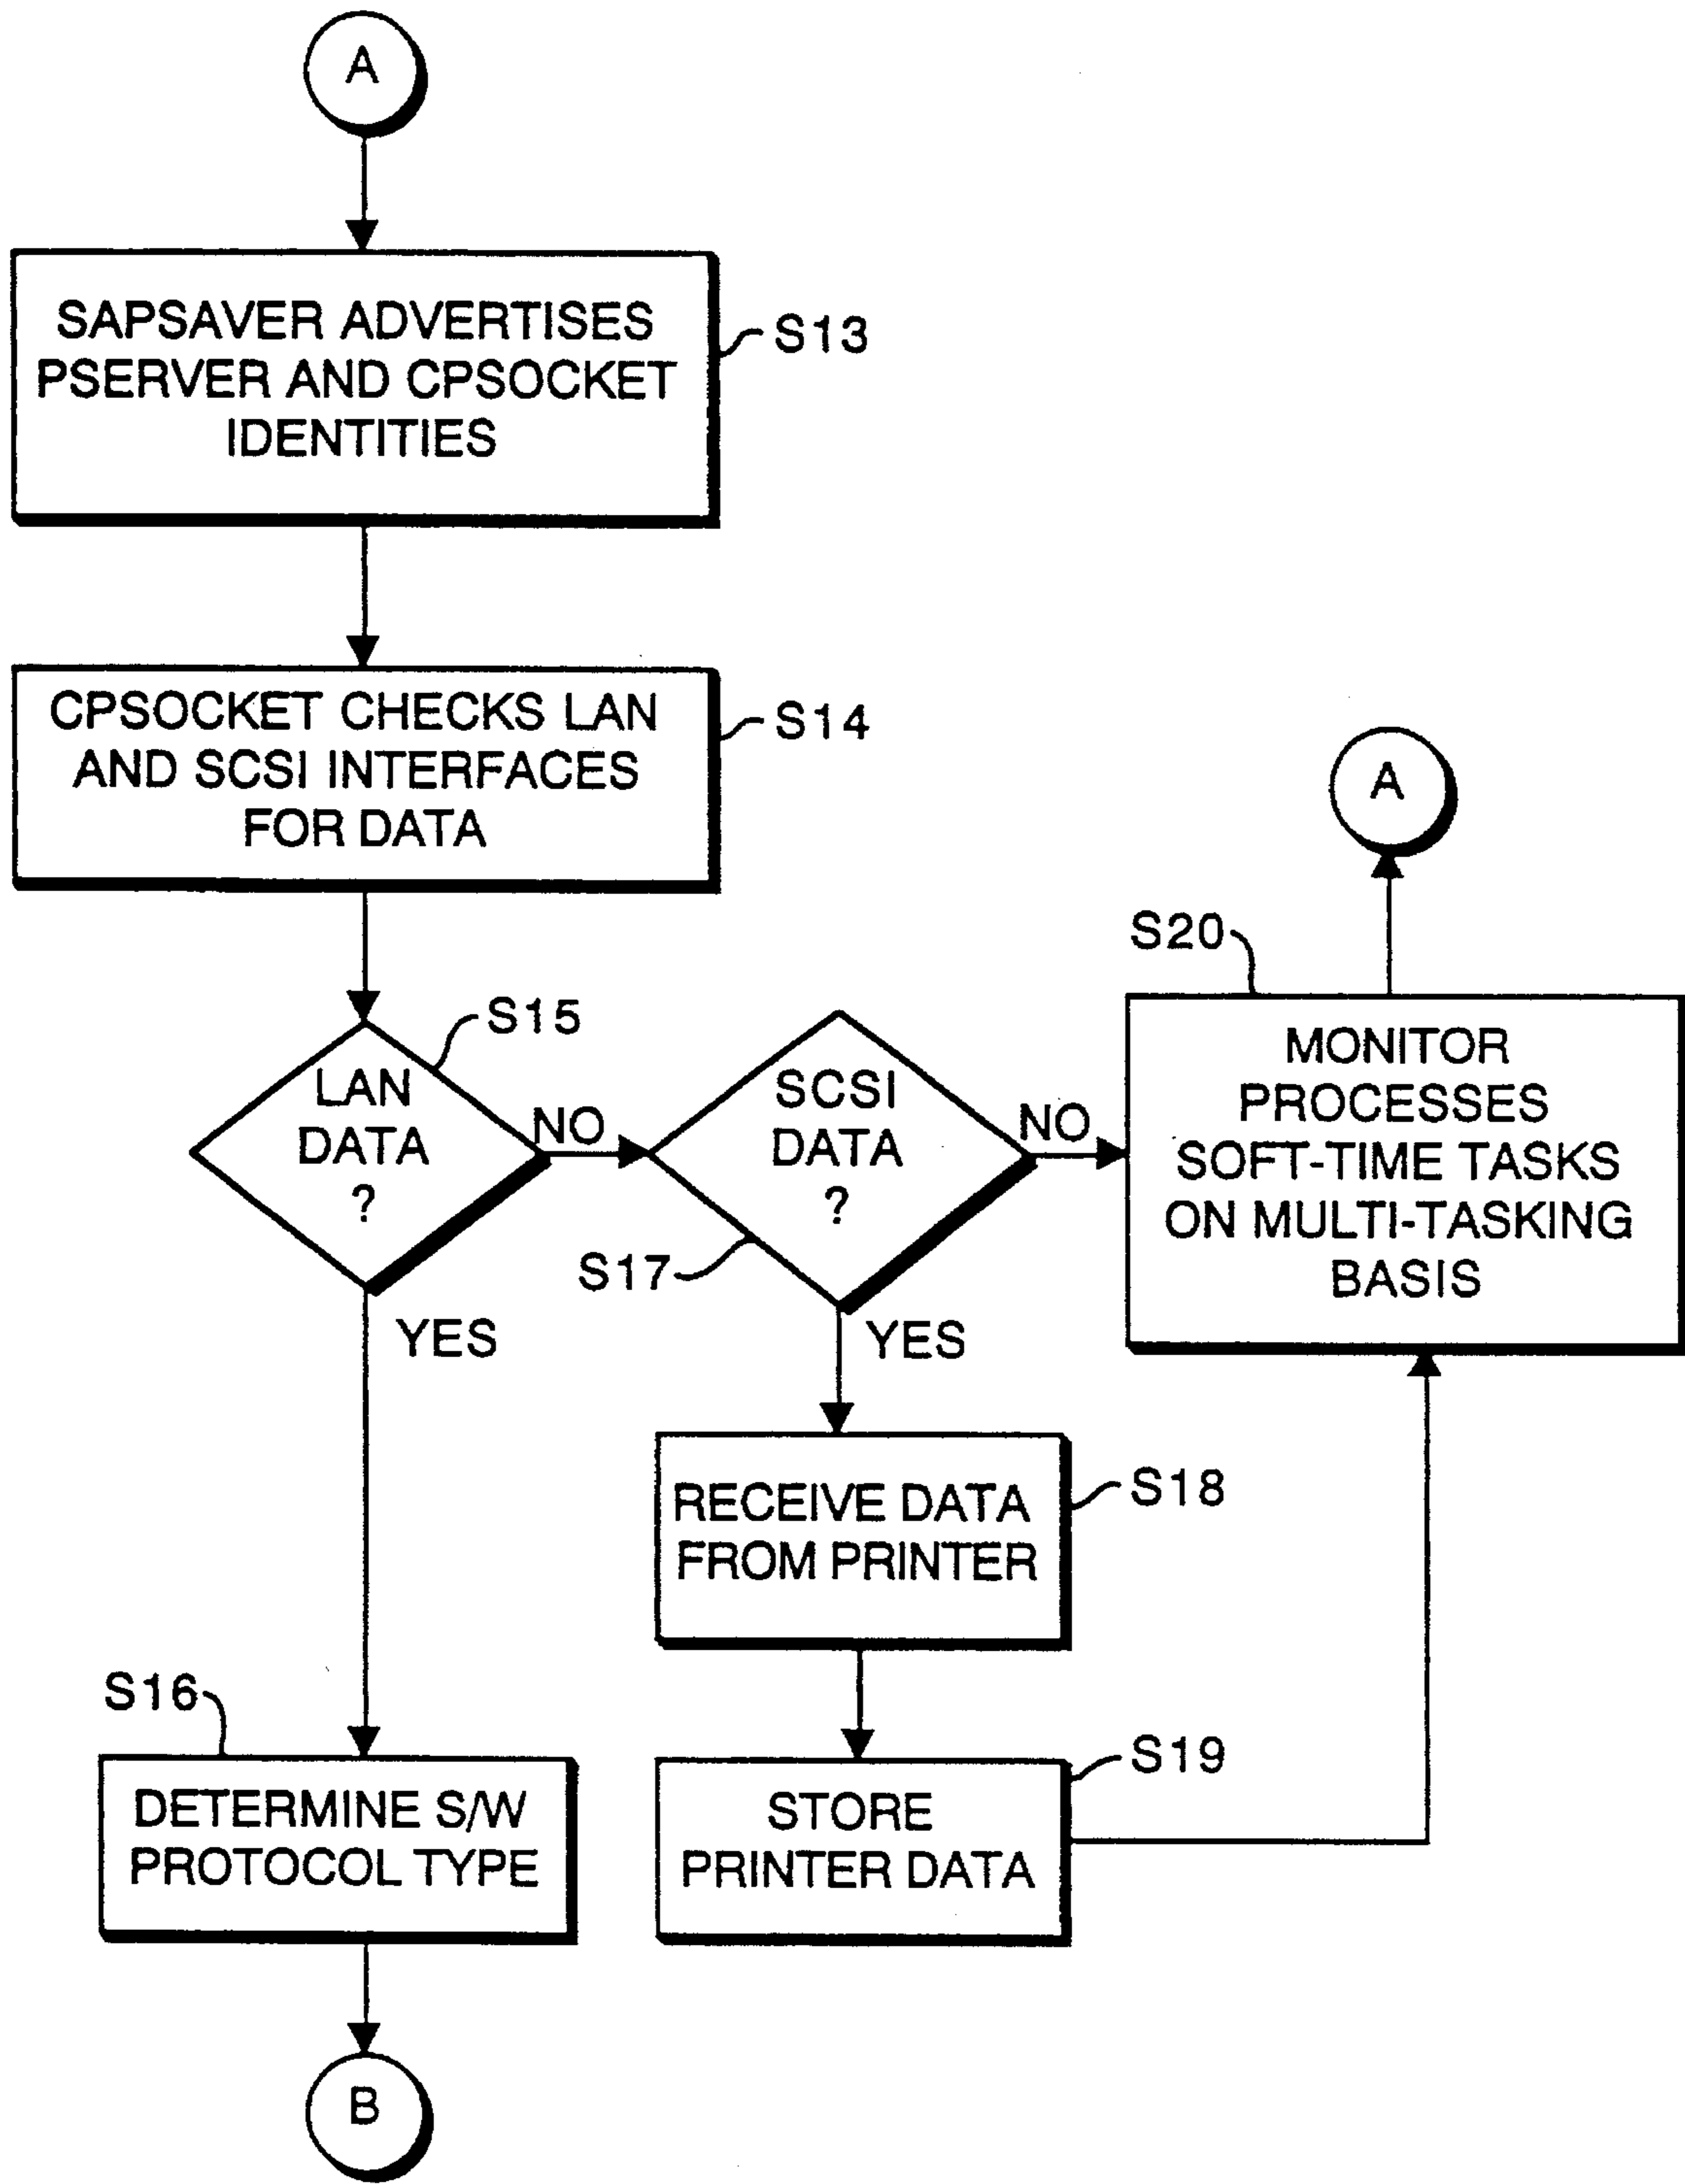 A
SAPSAVER ADVERTISES
PSERVER AND CPSOCKET
IDENTITIES
S13
CPSOCKET CHECKS LAN
AND SCSI INTERFACES
FOR DATA
S14
A
S20
S15
LAN
DATA
?
NO
YES
SCSI
DATA
?
S17
NO
YES
MONITOR
PROCESSES
SOFT-TIME TASKS
ON MULTI-TASKING
BASIS
RECEIVE DATA
FROM PRINTER
S18
S16
DETERMINE S/W
PROTOCOL TYPE
STORE
PRINTER DATA
S19
B